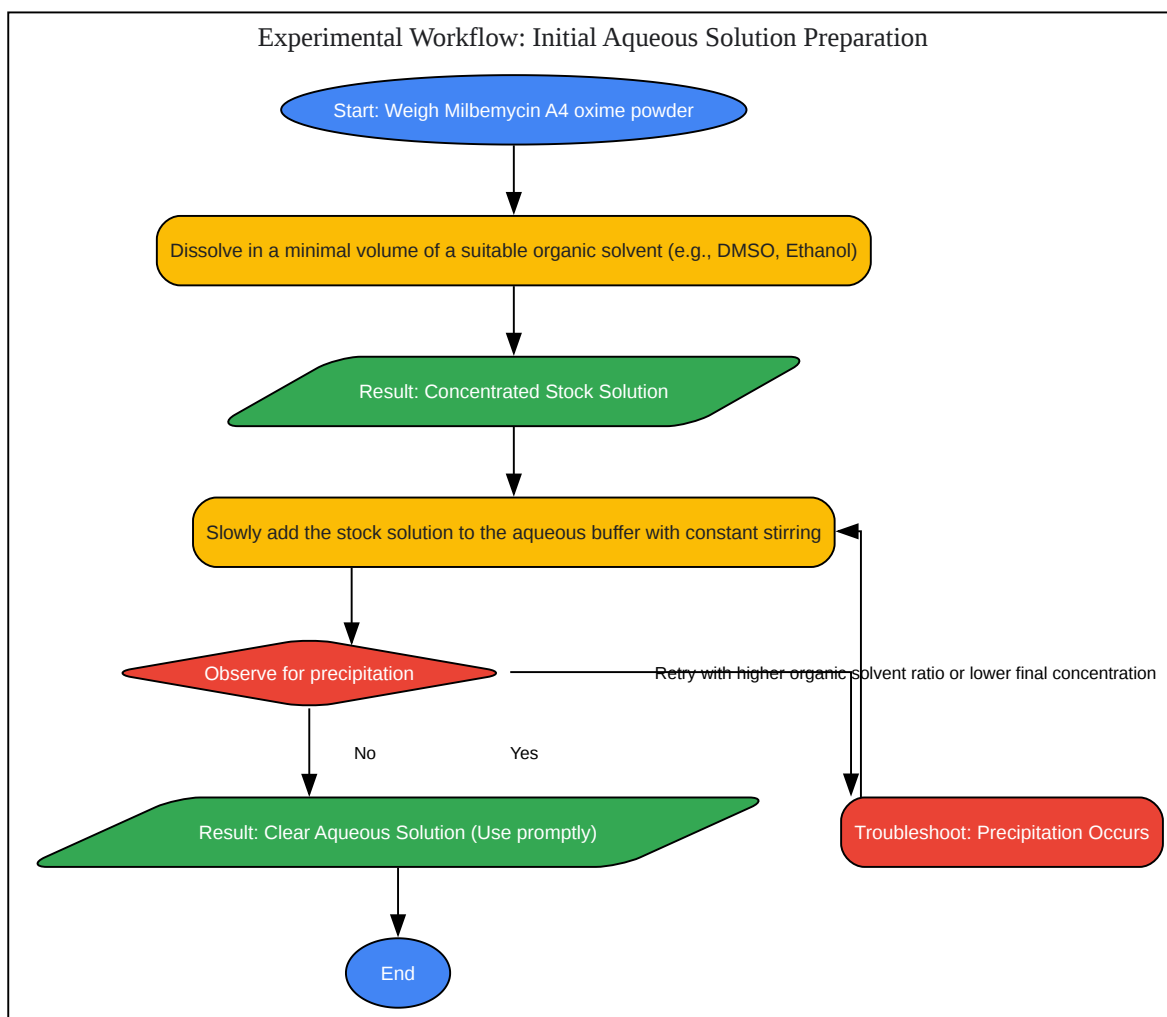 Experimental Workflow: Initial Aqueous Solution Preparation
Start: Weigh Milbemycin A4 oxime powder
Dissolve in a minimal volume of a suitable organic solvent (e.g., DMSO, Ethanol)
Result: Concentrated Stock Solution
Slowly add the stock solution to the aqueous buffer with constant stirring
Observe for precipitation
Retry with higher organic solvent ratio or lower final concentration
No
Yes
Result: Clear Aqueous Solution (Use promptly)
Troubleshoot: Precipitation Occurs
End